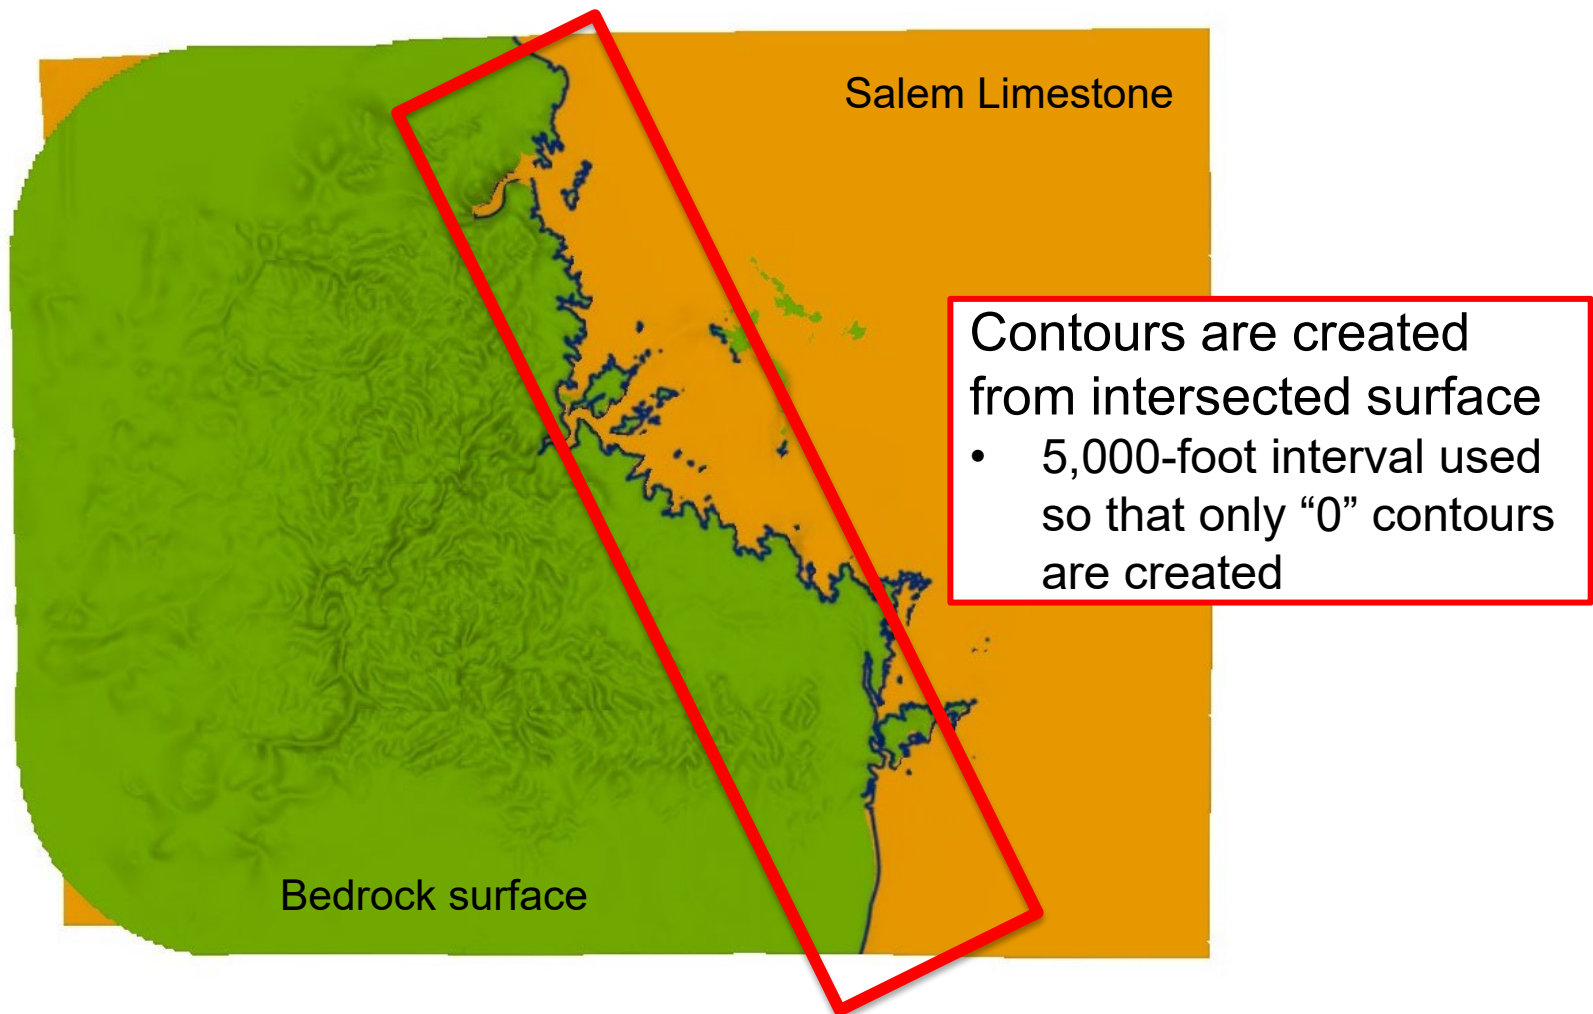 Salem Limestone
Contours are created
from intersected surface
• 5,000-foot interval used
so that only “0” contours
are created
Bedrock surface